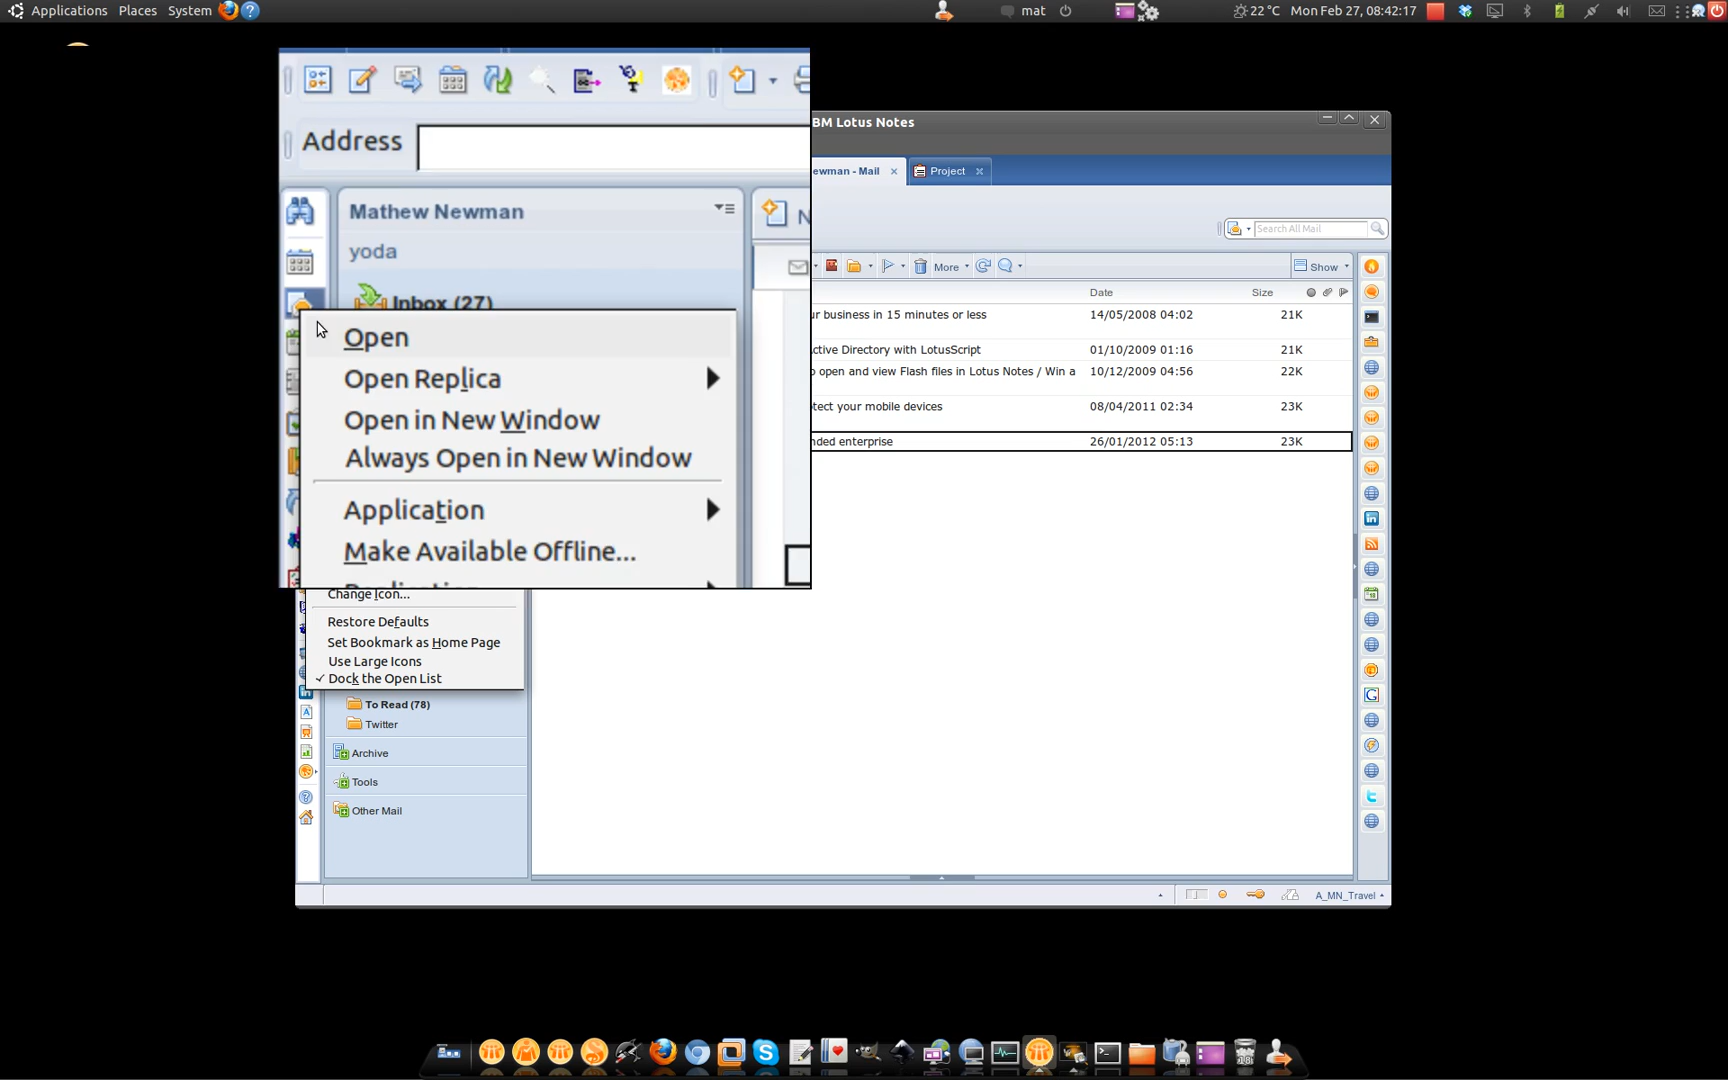 Applications Places System mat 22 °C Mon Feb 27, 08:42:17
BM Lotus Notes
ewman - Mail Project
Address
Search All Mail
Mathew Newman
yoda
Inbox (27)
More Show
Date Size
ur business in 15 minutes or less 14/05/2008 04:02 21K
ctive Directory with LotusScript 01/10/2009 01:16 21K
o open and view Flash files in Lotus Notes / Win a 10/12/2009 04:56 22K
tect your mobile devices 08/04/2011 02:34 23K
nded enterprise 26/01/2012 05:13 23K
Open
Open Replica
Open in New Window
Always Open in New Window
Application
Make Available Offline...
Change Icon...
Restore Defaults
Set Bookmark as Home Page
Use Large Icons
✓ Dock the Open List
To Read (78)
Twitter
Archive
Tools
Other Mail
A_MN_Travel